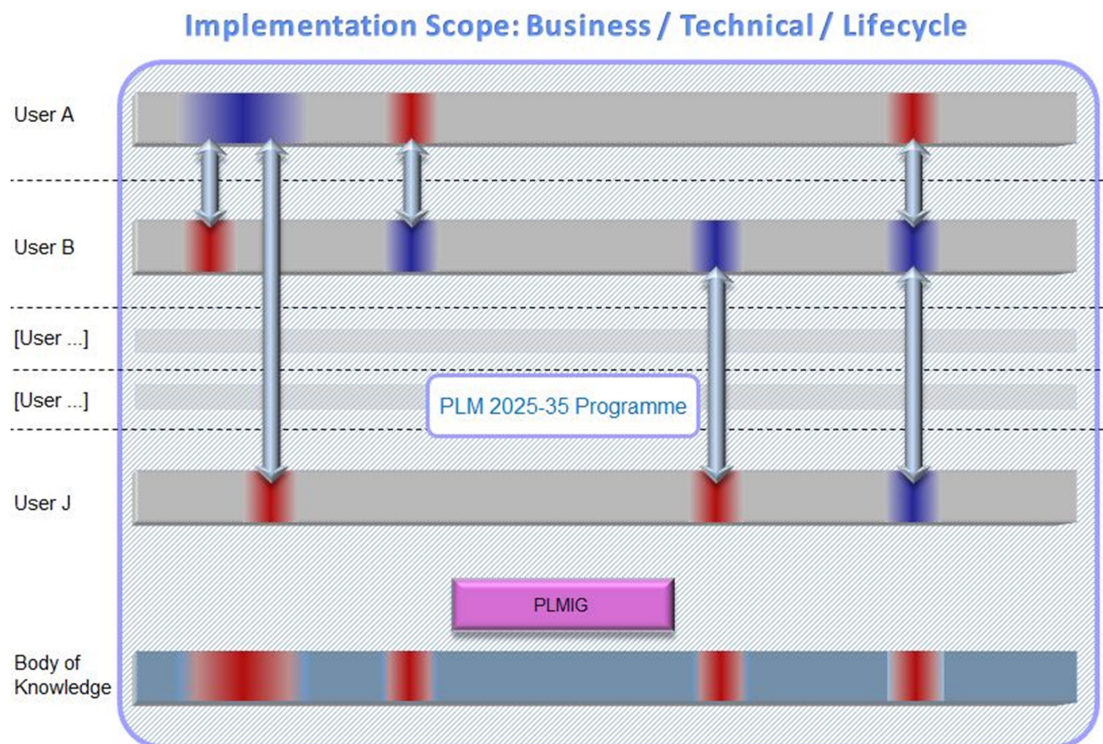 Implementation Scope: Business / Technical / Lifecycle
User A
User B
[User ...]
[User ...]
PLM 2025-35 Programme
User J
PLMIG
Body of
Knowledge